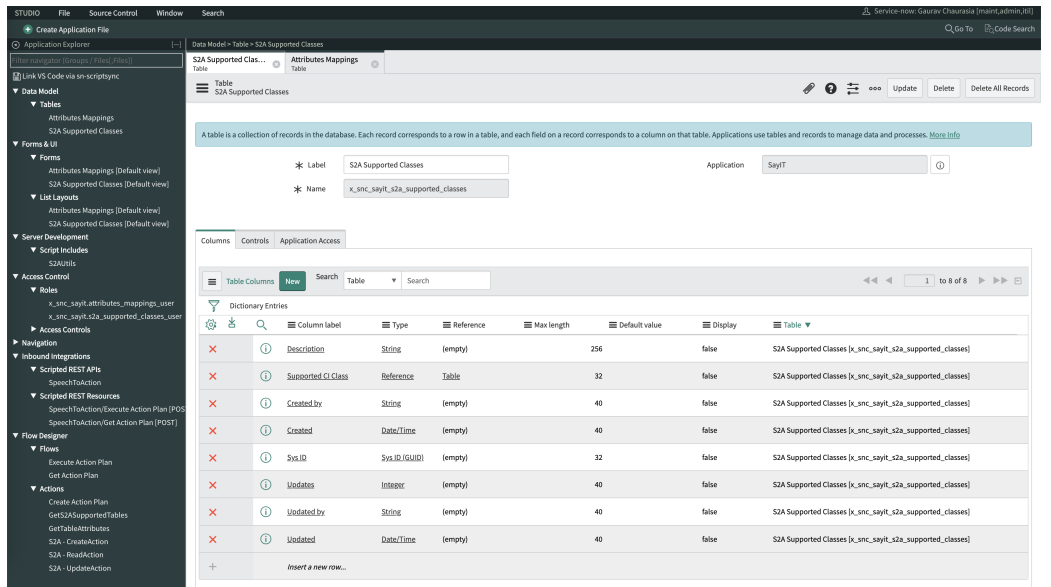 STUDIO File Source Control Window Search
Service-now: Gaurav Chaurasia [maint,admin,itil]
Create Application File
Go To Code Search
Application Explorer [—]
Data Model > Table > S2A Supported Classes
Filter navigator (Groups / Files(,Files))
S2A Supported Clas...
Table
Attributes Mappings
Table
Link VS Code via sn-scriptsync
Data Model
Tables
Attributes Mappings
S2A Supported Classes
Forms & UI
Forms
Attributes Mappings [Default view]
S2A Supported Classes [Default view]
List Layouts
Attributes Mappings [Default view]
S2A Supported Classes [Default view]
Server Development
Script Includes
S2AUtils
Access Control
Roles
x_snc_sayit.attributes_mappings_user
x_snc_sayit.s2a_supported_classes_user
Access Controls
Navigation
Inbound Integrations
Scripted REST APIs
SpeechToAction
Scripted REST Resources
SpeechToAction/Execute Action Plan [POS
SpeechToAction/Get Action Plan [POST]
Flow Designer
Flows
Execute Action Plan
Get Action Plan
Actions
Create Action Plan
GetS2ASupportedTables
GetTableAttributes
S2A - CreateAction
S2A - ReadAction
S2A - UpdateAction
Table
S2A Supported Classes
Update Delete Delete All Records
A table is a collection of records in the database. Each record corresponds to a row in a table, and each field on a record corresponds to a column on that table. Applications use tables and records to manage data and processes. More Info
Label S2A Supported Classes
Application SayIT
Name x_snc_sayit_s2a_supported_classes
Columns Controls Application Access
Table Columns New Search Table Search
1 to 8 of 8
Dictionary Entries
Column label Type Reference Max length Default value Display Table
Description String (empty) 256 false S2A Supported Classes [x_snc_sayit_s2a_supported_classes]
Supported CI Class Reference Table 32 false S2A Supported Classes [x_snc_sayit_s2a_supported_classes]
Created by String (empty) 40 false S2A Supported Classes [x_snc_sayit_s2a_supported_classes]
Created Date/Time (empty) 40 false S2A Supported Classes [x_snc_sayit_s2a_supported_classes]
Sys ID Sys ID (GUID) (empty) 32 false S2A Supported Classes [x_snc_sayit_s2a_supported_classes]
Updates Integer (empty) 40 false S2A Supported Classes [x_snc_sayit_s2a_supported_classes]
Updated by String (empty) 40 false S2A Supported Classes [x_snc_sayit_s2a_supported_classes]
Updated Date/Time (empty) 40 false S2A Supported Classes [x_snc_sayit_s2a_supported_classes]
Insert a new row...